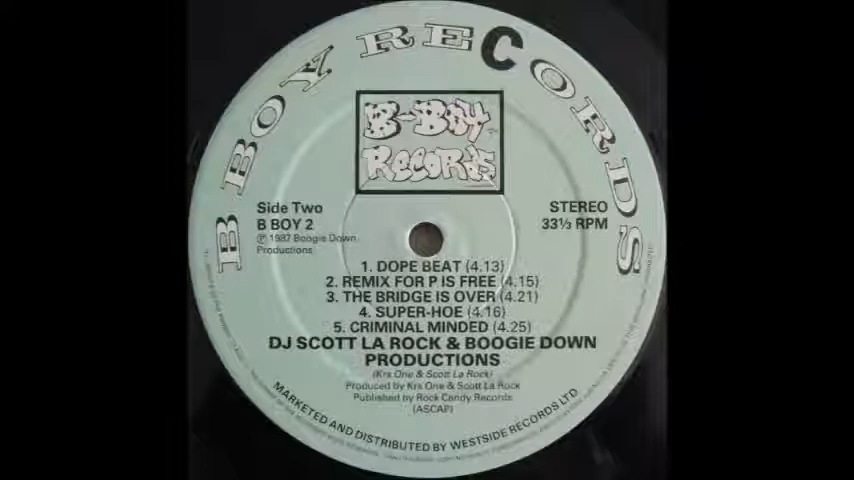 B BOY RECORDS
B-BOY
RECORDS
Side Two
B BOY 2
℗ 1987 Boogie Down
Productions
STEREO
33⅓ RPM
1. DOPE BEAT (4.13)
2. REMIX FOR P IS FREE (4.15)
3. THE BRIDGE IS OVER (4.21)
4. SUPER-HOE (4.16)
5. CRIMINAL MINDED (4.25)
DJ SCOTT LA ROCK & BOOGIE DOWN
PRODUCTIONS
(Krs One & Scott La Rock)
Produced by Krs One & Scott La Rock
Published by Rock Candy Records
(ASCAP)
MARKETED AND DISTRIBUTED BY WESTSIDE RECORDS LTD